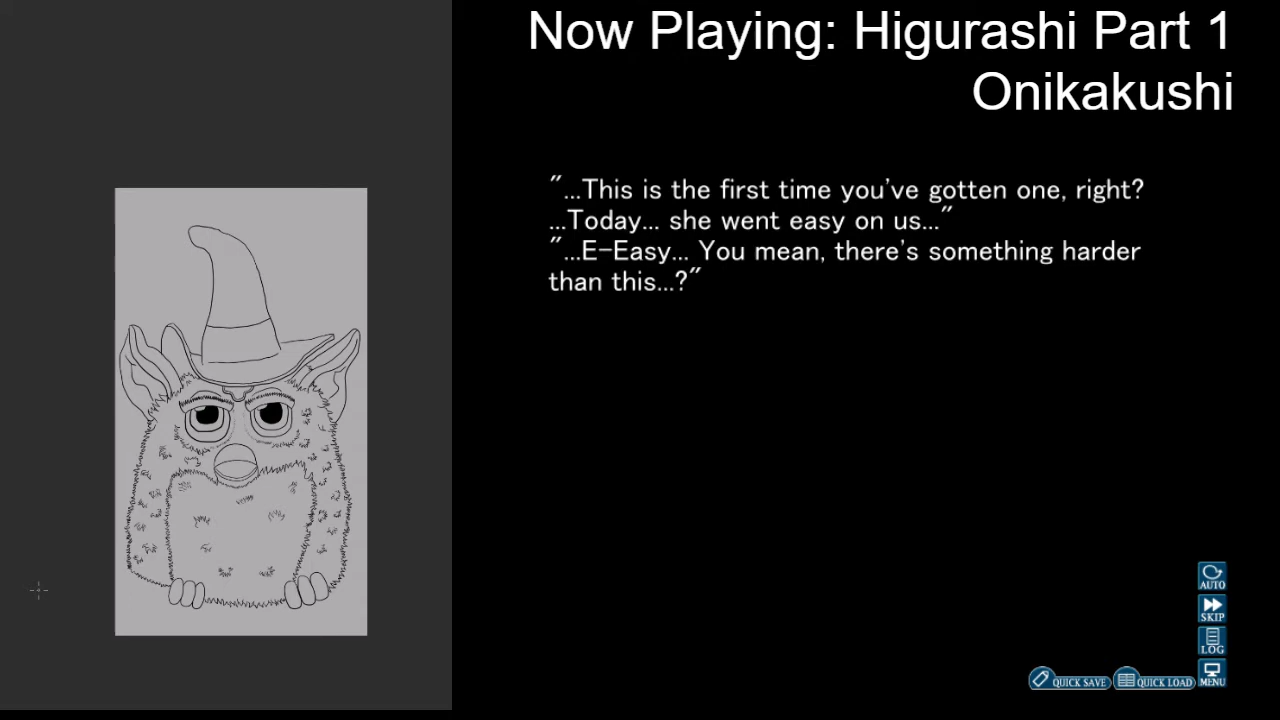 Now Playing: Higurashi Part 1
Onikakushi
"...This is the first time you've gotten one, right?
...Today... she went easy on us..."
"...E-Easy... You mean, there's something harder
than this...?"
AUTO
SKIP
LOG
QUICK SAVE
QUICK LOAD
MENU